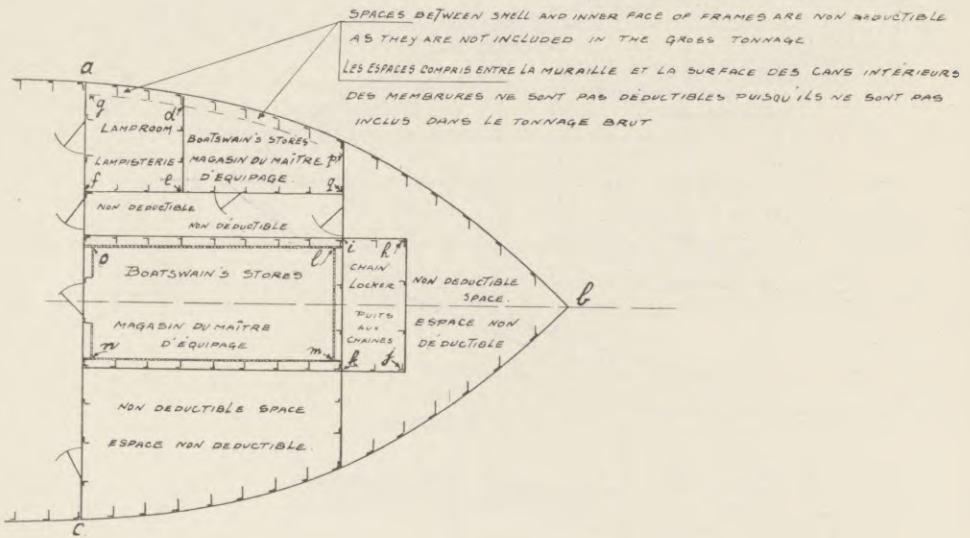 SPACES BETWEEN SHELL AND INNER FACE OF FRAMES ARE NON DEDUCTIBLE
AS THEY ARE NOT INCLUDED IN THE GROSS TONNAGE
LES ESPACES COMPRIS ENTRE LA MURAILLE ET LA SURFACE DES CANS INTÉRIEURS
DES MEMBRURES NE SONT PAS DÉDUCTIBLES PUISQU'ILS NE SONT PAS
INCLUS DANS LE TONNAGE BRUT
a
g
d
LAMPROOM
LAMPISTERIE
f
e
BOATSWAIN'S STORES
MAGASIN DU MAÎTRE
D'ÉQUIPAGE
p
q
NON DEDUCTIBLE
NON DÉDUCTIBLE
o
l
BOATSWAIN'S STORES
MAGASIN DU MAÎTRE
D'ÉQUIPAGE
n
m
i
h
CHAIN
LOCKER
PUITS
AUX
CHAINES
k
j
NON DEDUCTIBLE
SPACE
ESPACE NON
DÉDUCTIBLE
b
NON DEDUCTIBLE SPACE
ESPACE NON DEDUCTIBLE
c